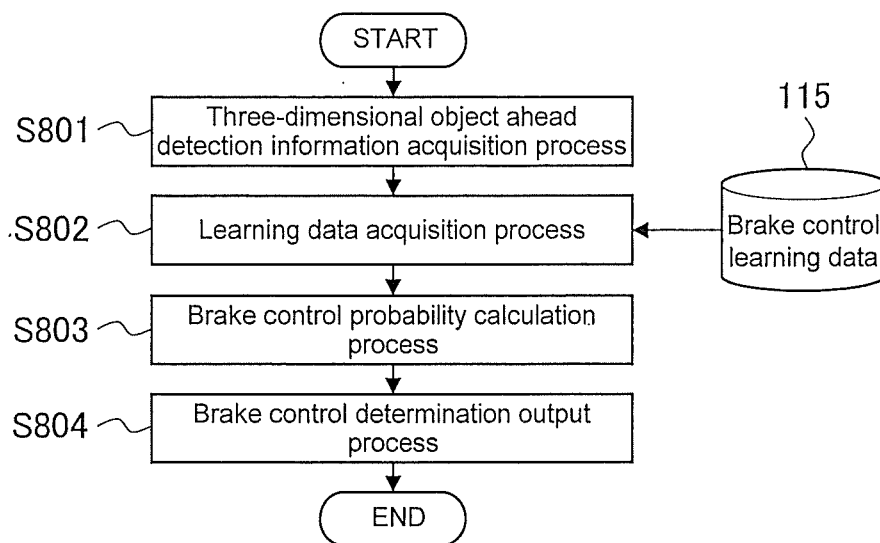 START
S801
Three-dimensional object ahead
detection information acquisition process
115
S802
Learning data acquisition process
Brake control
learning data
S803
Brake control probability calculation
process
S804
Brake control determination output
process
END